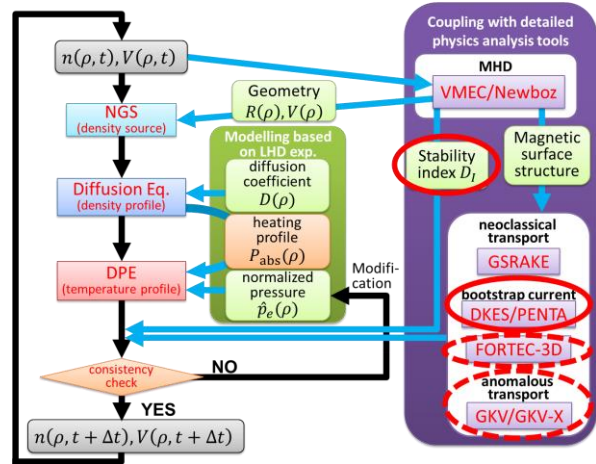 n(ρ, t), V(ρ, t)
NGS
(density source)
Diffusion Eq.
(density profile)
DPE
(temperature profile)
consistency
check
NO
YES
n(ρ, t + Δt), V(ρ, t + Δt)
Geometry
R(ρ), V(ρ)
Modelling based
on LHD exp.
diffusion
coefficient
D(ρ)
heating
profile
P_abs(ρ)
normalized
pressure
p̂_e(ρ)
Modifi-
cation
Coupling with detailed
physics analysis tools
MHD
VMEC/Newboz
Stability
index D_I
Magnetic
surface
structure
neoclassical
transport
GSRAKE
bootstrap current
DKES/PENTA
FORTEC-3D
anomalous
transport
GKV/GKV-X